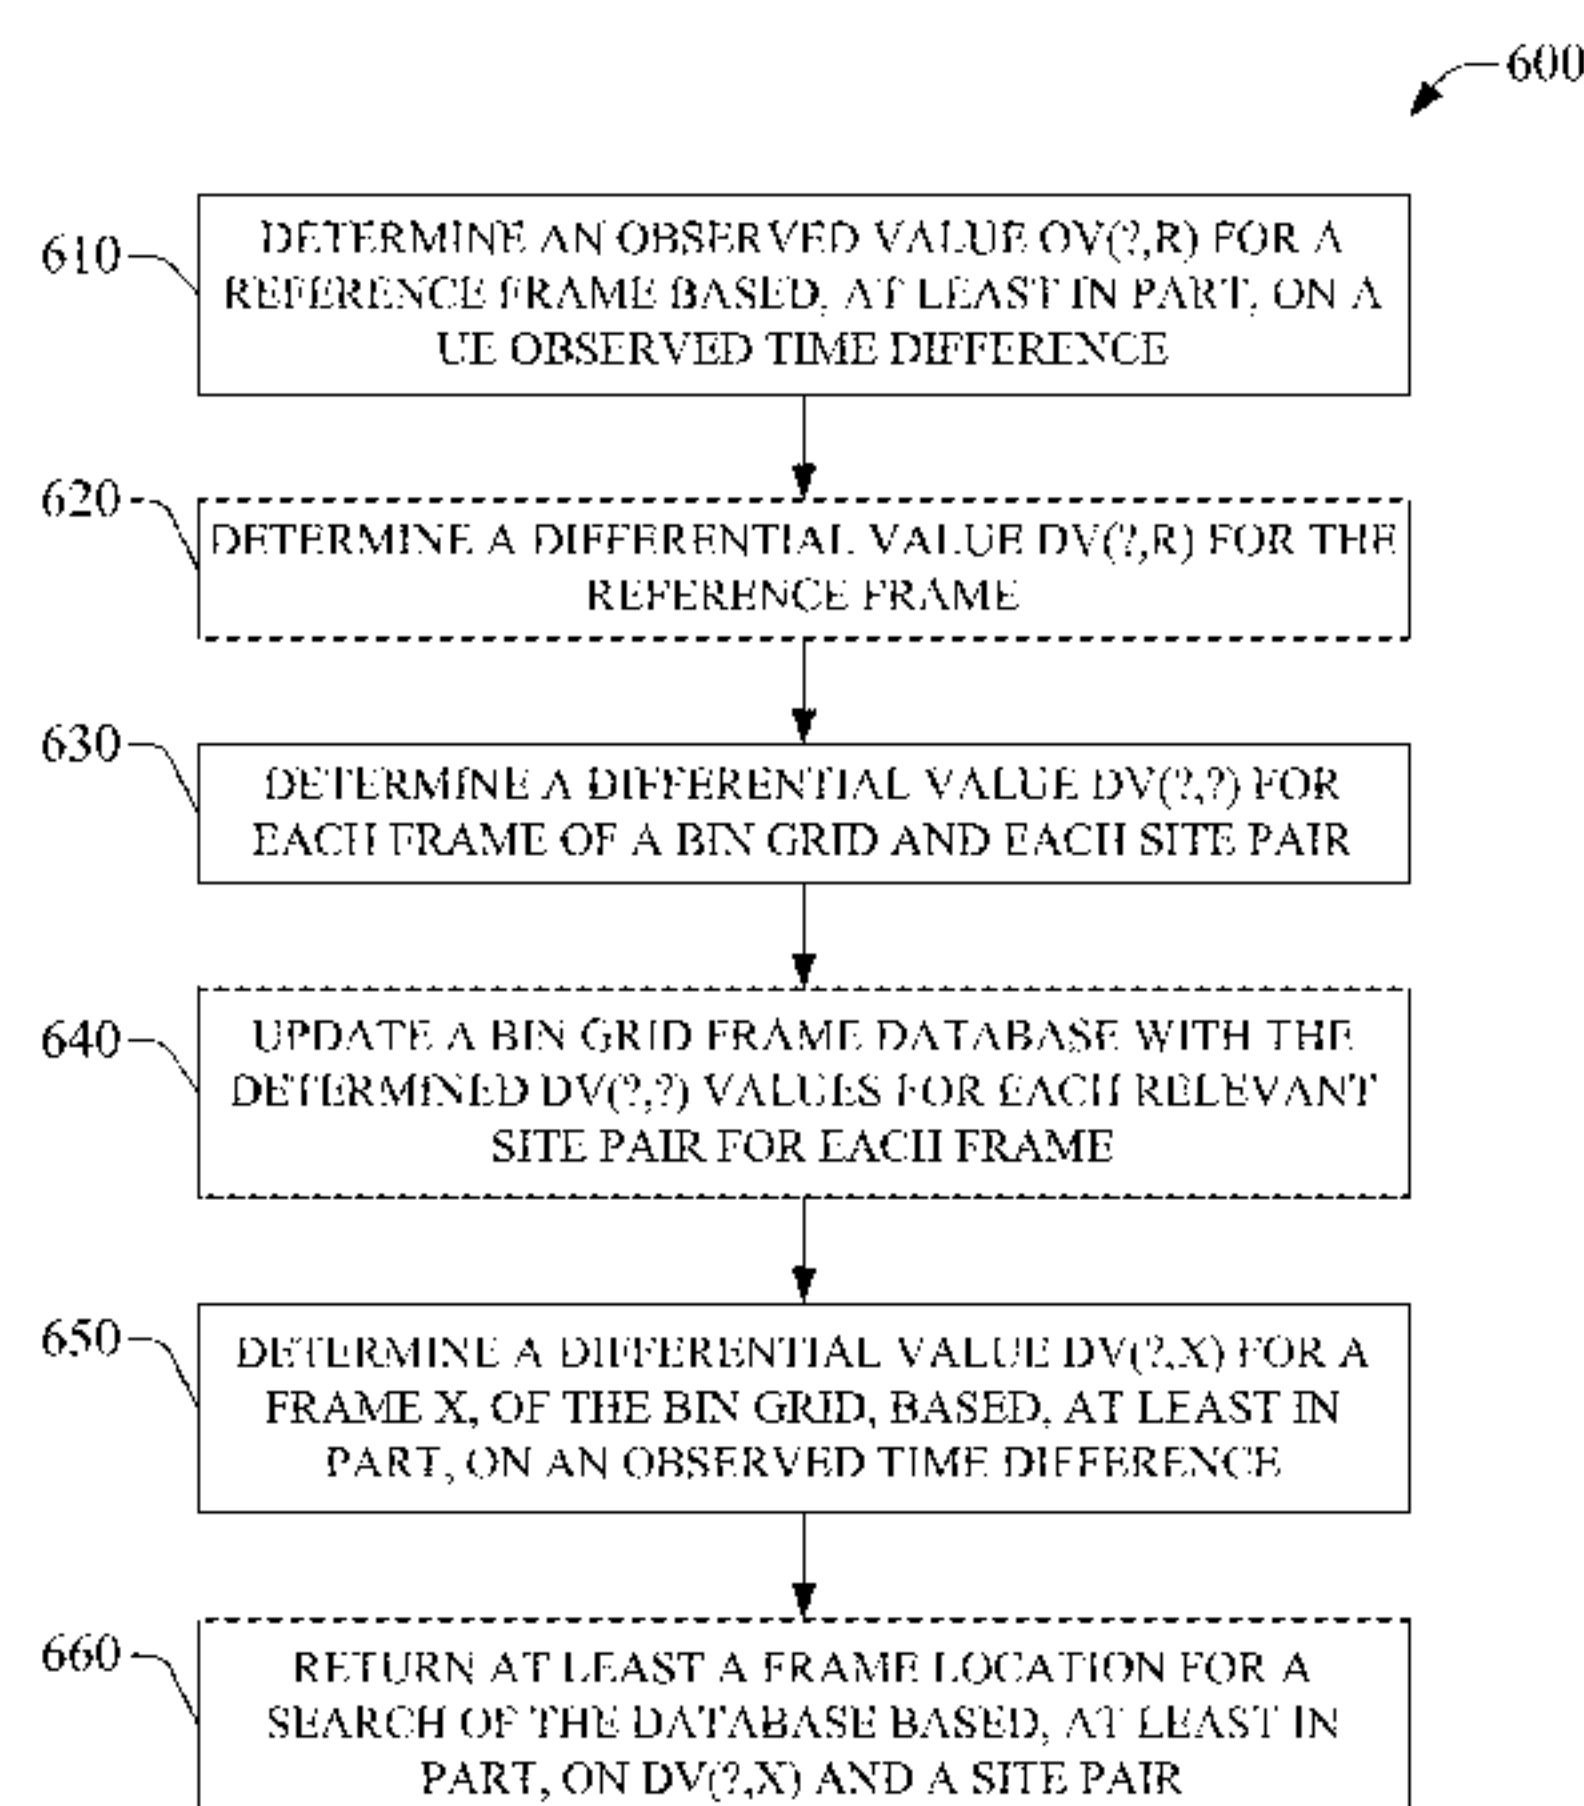 600
610
DETERMINE AN OBSERVED VALUE OV(?,R) FOR A
REFERENCE FRAME BASED, AT LEAST IN PART, ON A
UE OBSERVED TIME DIFFERENCE
620
DETERMINE A DIFFERENTIAL VALUE DV(?,R) FOR THE
REFERENCE FRAME
630
DETERMINE A DIFFERENTIAL VALUE DV(?,?) FOR
EACH FRAME OF A BIN GRID AND EACH SITE PAIR
640
UPDATE A BIN GRID FRAME DATABASE WITH THE
DETERMINED DV(?,?) VALUES FOR EACH RELEVANT
SITE PAIR FOR EACH FRAME
650
DETERMINE A DIFFERENTIAL VALUE DV(?,X) FOR A
FRAME X, OF THE BIN GRID, BASED, AT LEAST IN
PART, ON AN OBSERVED TIME DIFFERENCE
660
RETURN AT LEAST A FRAME LOCATION FOR A
SEARCH OF THE DATABASE BASED, AT LEAST IN
PART, ON DV(?,X) AND A SITE PAIR